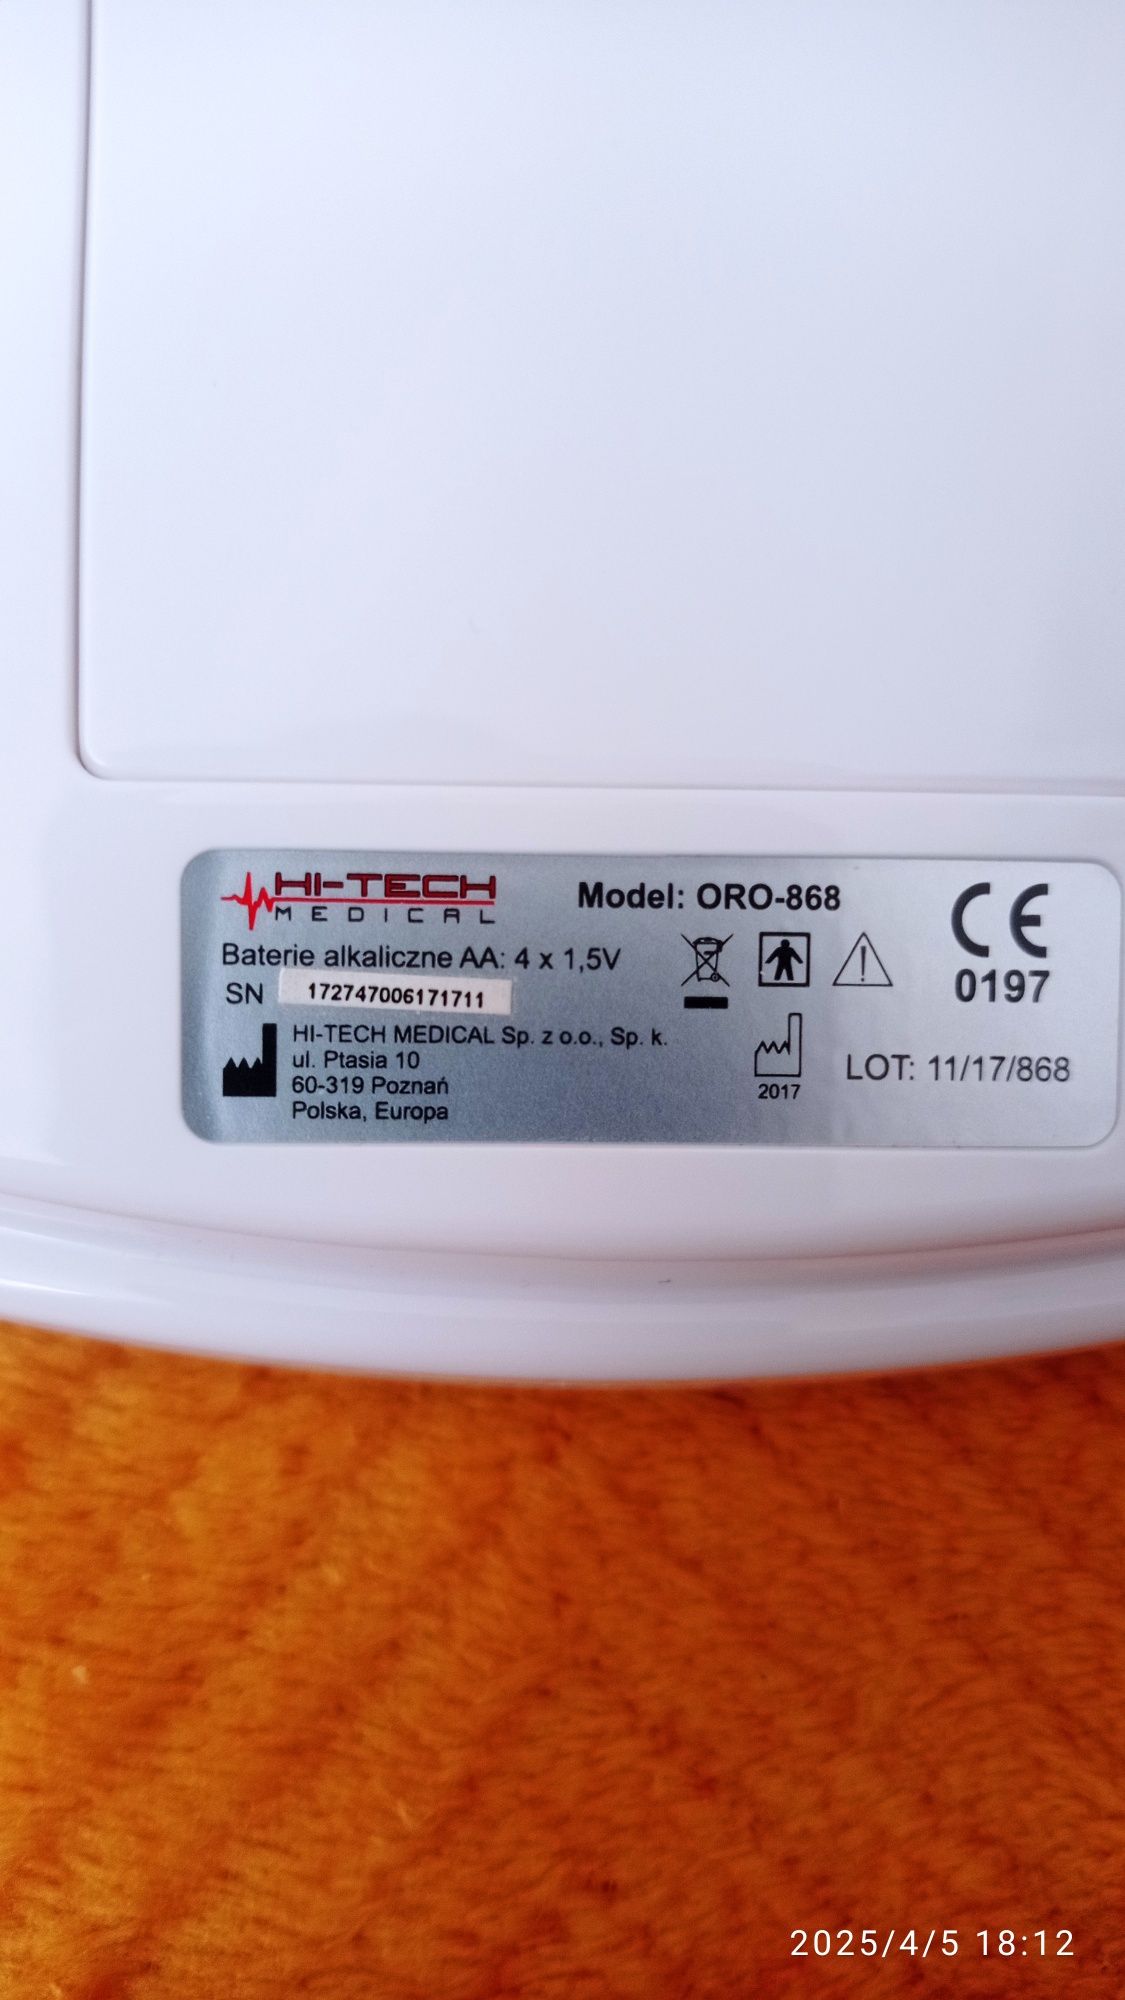 HI-TECH
MEDICAL
Model: ORO-868
Baterie alkaliczne AA: 4 x 1,5V
SN 172747006171711
0197
HI-TECH MEDICAL Sp. z o.o., Sp. k.
ul. Ptasia 10
60-319 Poznań
Polska, Europa
2017
LOT: 11/17/868
2025/4/5 18:12